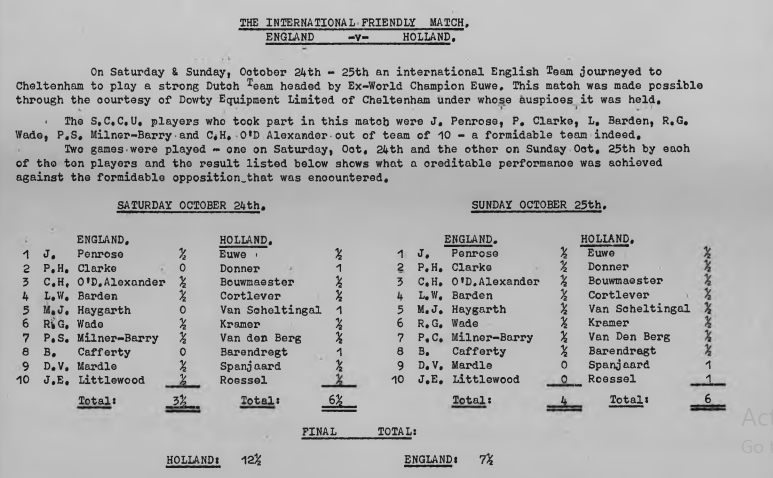 THE INTERNATIONAL FRIENDLY MATCH.
ENGLAND -v- HOLLAND.
On Saturday & Sunday, October 24th - 25th an international English Team journeyed to
Cheltenham to play a strong Dutch Team headed by Ex-World Champion Euwe. This match was made possible
through the courtesy of Dowty Equipment Limited of Cheltenham under whose auspices it was held.
The S.C.C.U. players who took part in this match were J. Penrose, P. Clarke, L. Barden, R.G.
Wade, P.S. Milner-Barry and C.H. O'D Alexander out of team of 10 - a formidable team indeed.
Two games were played - one on Saturday, Oct. 24th and the other on Sunday Oct. 25th by each
of the ten players and the result listed below shows what a creditable performance was achieved
against the formidable opposition that was enountered.
SATURDAY OCTOBER 24th. SUNDAY OCTOBER 25th.
ENGLAND. HOLLAND. ENGLAND. HOLLAND.
1 J. Penrose ½ Euwe ½ 1 J. Penrose ½ Euwe ½
2 P.H. Clarke 0 Donner 1 2 P.H. Clarke ½ Donner ½
3 C.H. O'D.Alexander ½ Bouwmaester ½ 3 C.H. O'D.Alexander ½ Bouwmaester ½
4 L.W. Barden ½ Cortlever ½ 4 L.W. Barden ½ Cortlever ½
5 M.J. Haygarth 0 Van Scheltingal 1 5 M.J. Haygarth ½ Van Scheltingal ½
6 R.G. Wade ½ Kramer ½ 6 R.G. Wade ½ Kramer ½
7 P.S. Milner-Barry ½ Van den Berg ½ 7 P.C. Milner-Barry ½ Van Den Berg ½
8 B. Cafferty 0 Barendregt 1 8 B. Cafferty ½ Barendregt ½
9 D.V. Mardle ½ Spanjaard ½ 9 D.V. Mardle 0 Spanjaard 1
10 J.E. Littlewood ½ Roessel ½ 10 J.E. Littlewood 0 Roessel 1
Total: 3½ Total: 6½ Total: 4 Total: 6
FINAL TOTAL:
HOLLAND: 12½ ENGLAND: 7½